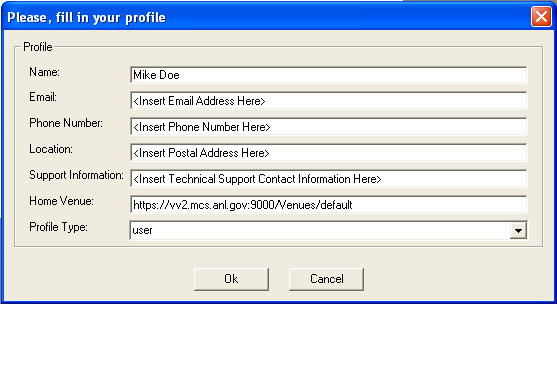 Please, fill in your profile
Profile
Name: Mike Doe
Email: <Insert Email Address Here>
Phone Number: <Insert Phone Number Here>
Location: <Insert Postal Address Here>
Support Information: <Insert Technical Support Contact Information Here>
Home Venue: https://vv2.mcs.anl.gov:9000/Venues/default
Profile Type: user
Ok Cancel